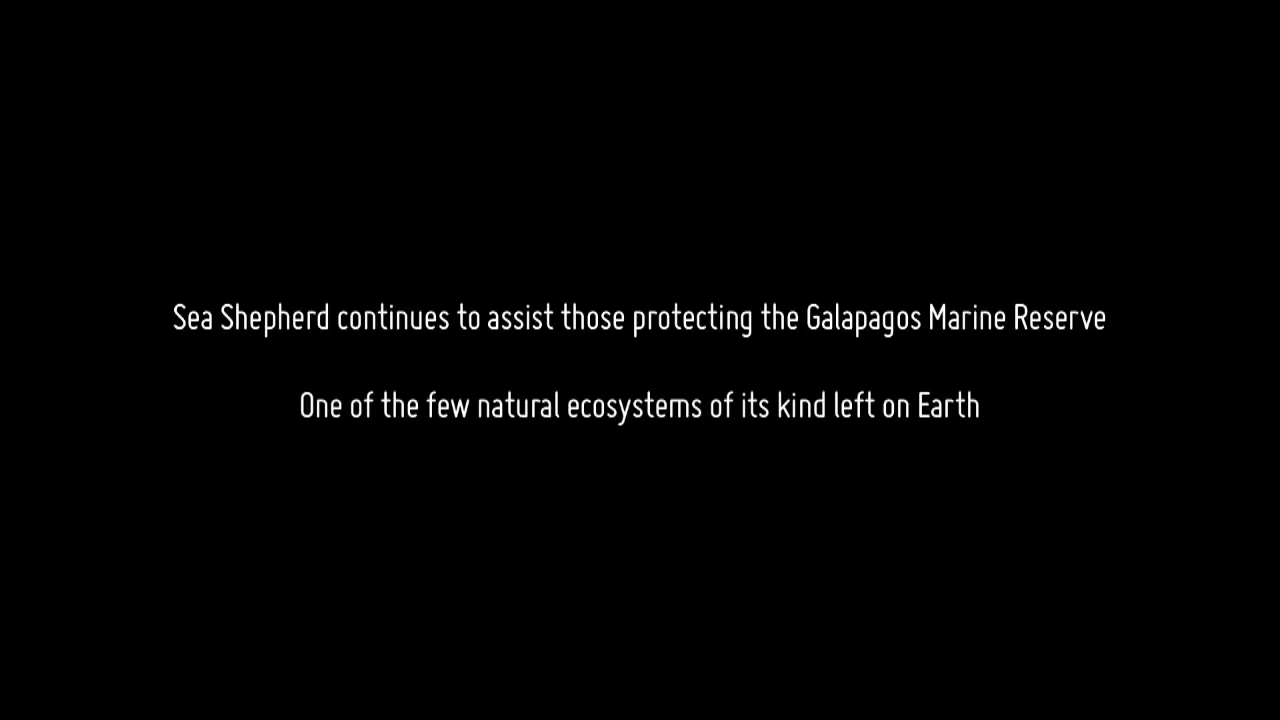 Sea Shepherd continues to assist those protecting the Galapagos Marine Reserve
One of the few natural ecosystems of its kind left on Earth